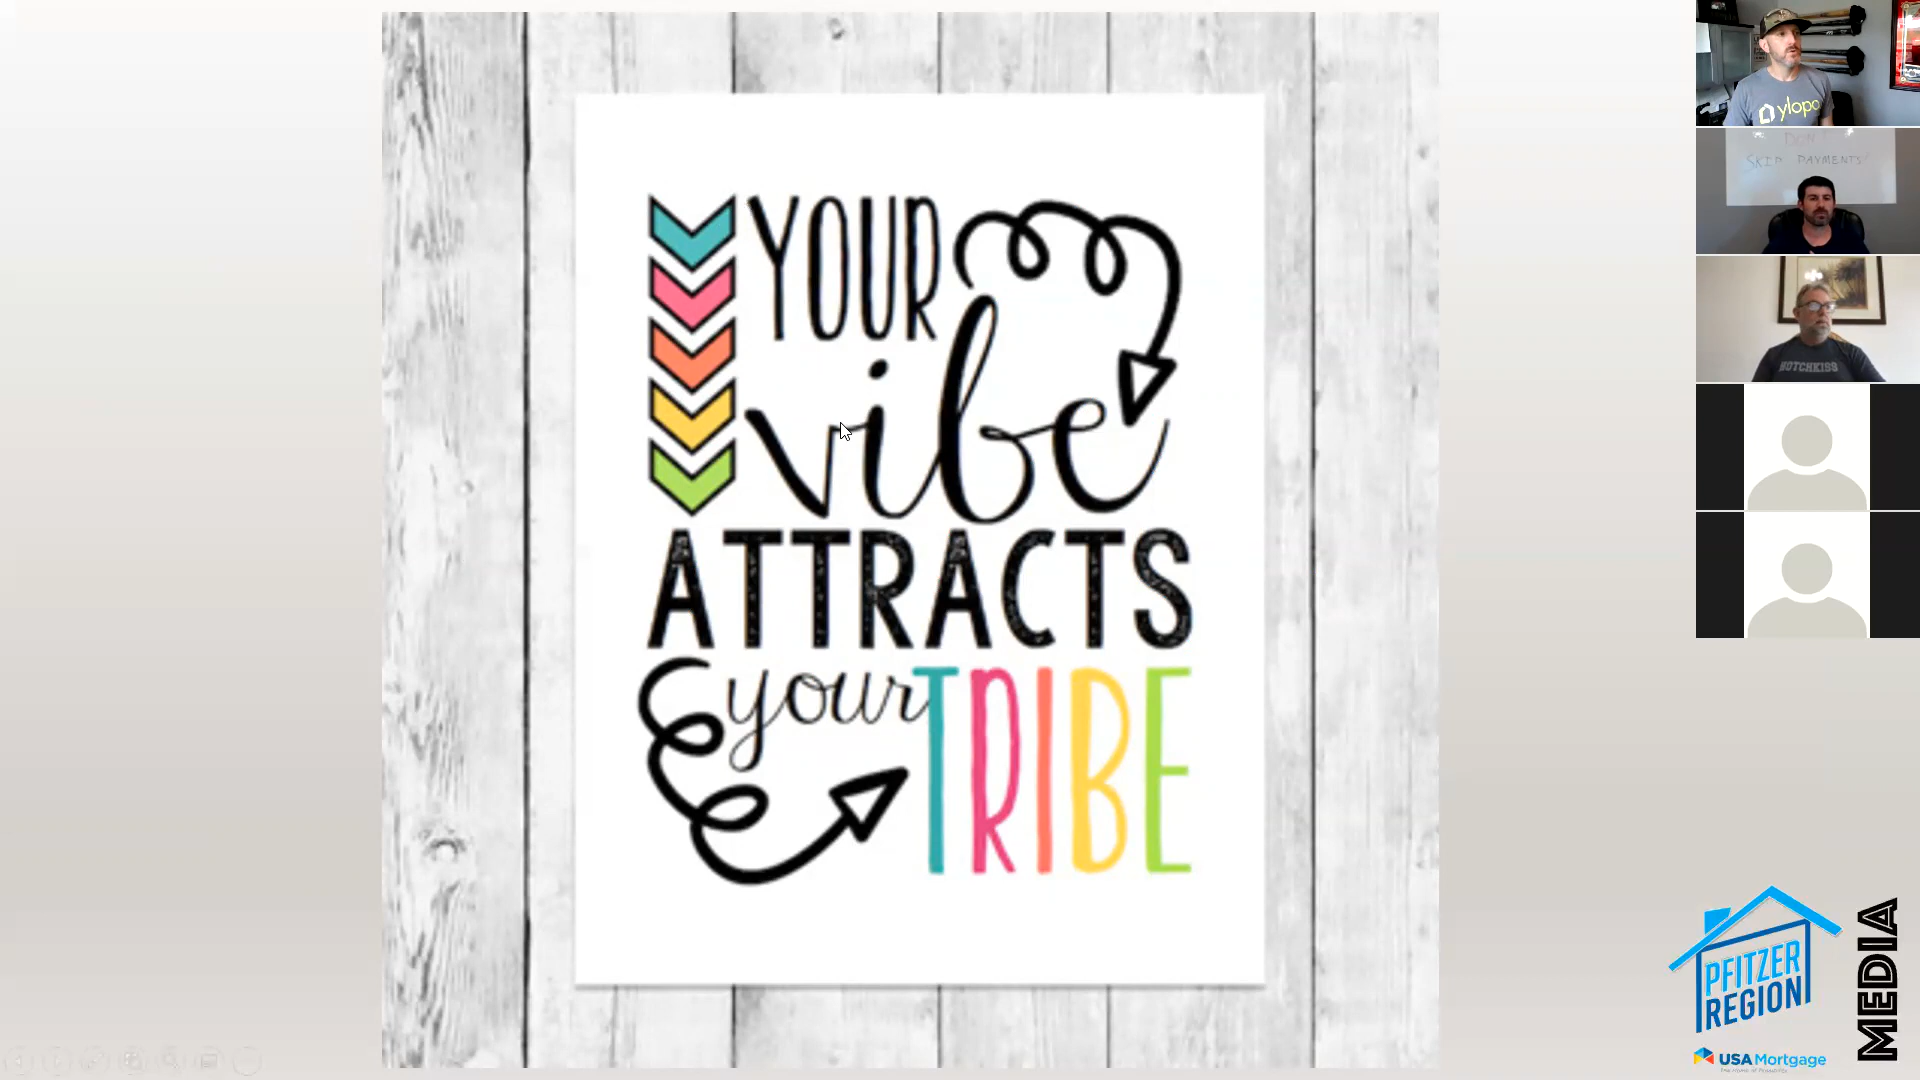 YOUR
vibe
ATTRACTS
your TRIBE
ylopo
SKIP PAYMENTS
HOTCHKISS
PFITZER
REGION
MEDIA
USA Mortgage